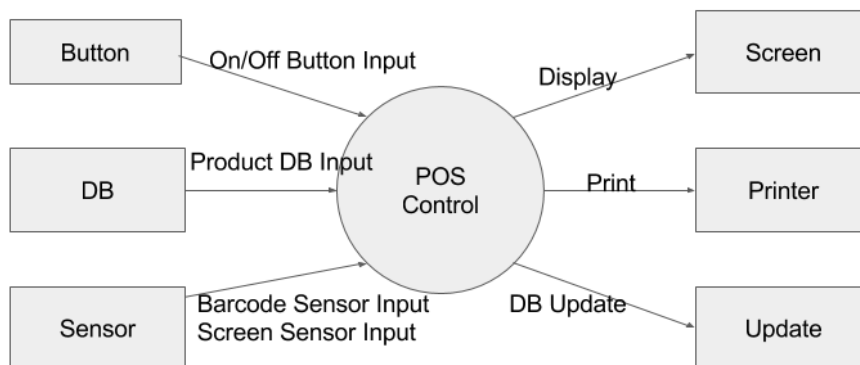 Button
On/Off Button Input
Display
Screen
DB
Product DB Input
POS
Control
Print
Printer
Sensor
Barcode Sensor Input
Screen Sensor Input
DB Update
Update